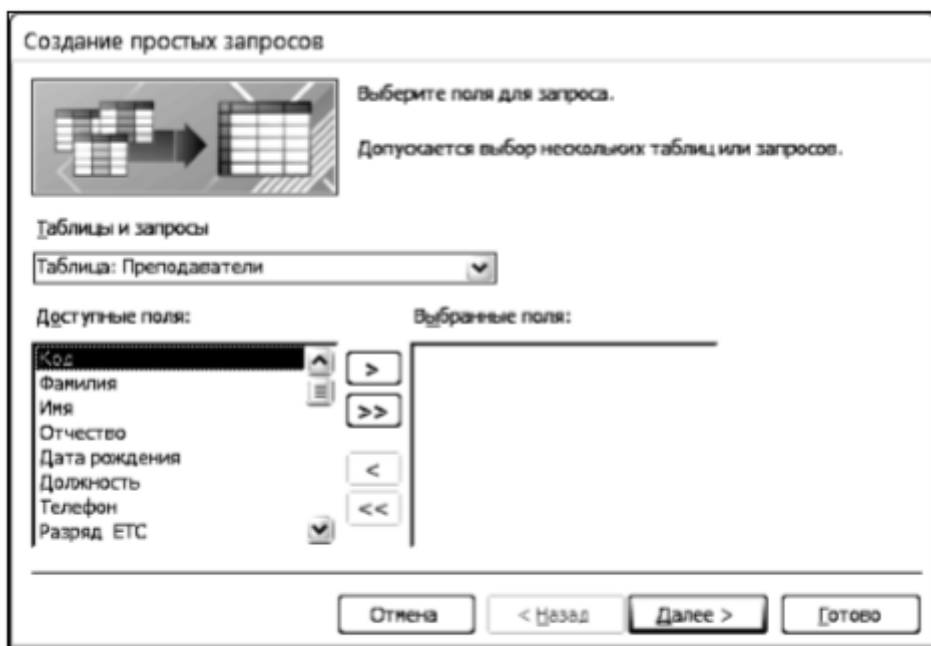 Создание простых запросов
Выберите поля для запроса.
Допускается выбор нескольких таблиц или запросов.
Таблицы и запросы
Таблица: Преподаватели
Доступные поля:
Выбранные поля:
Код
Фамилия
Имя
Отчество
Дата рождения
Должность
Телефон
Разряд ЕТС
>
>>
<
<<
Отмена
< Назад
Далее >
Готово